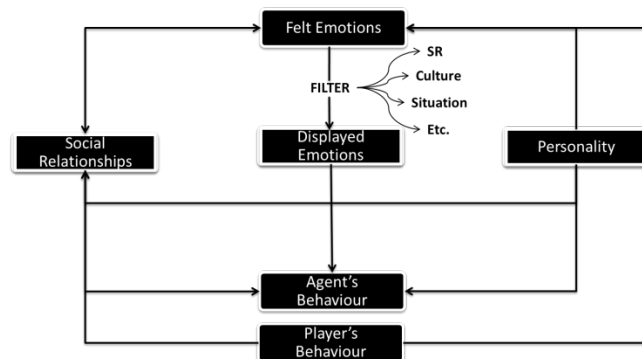 Felt Emotions
SR
Culture
FILTER
Situation
Etc.
Social
Relationships
Displayed
Emotions
Personality
Agent's
Behaviour
Player's
Behaviour